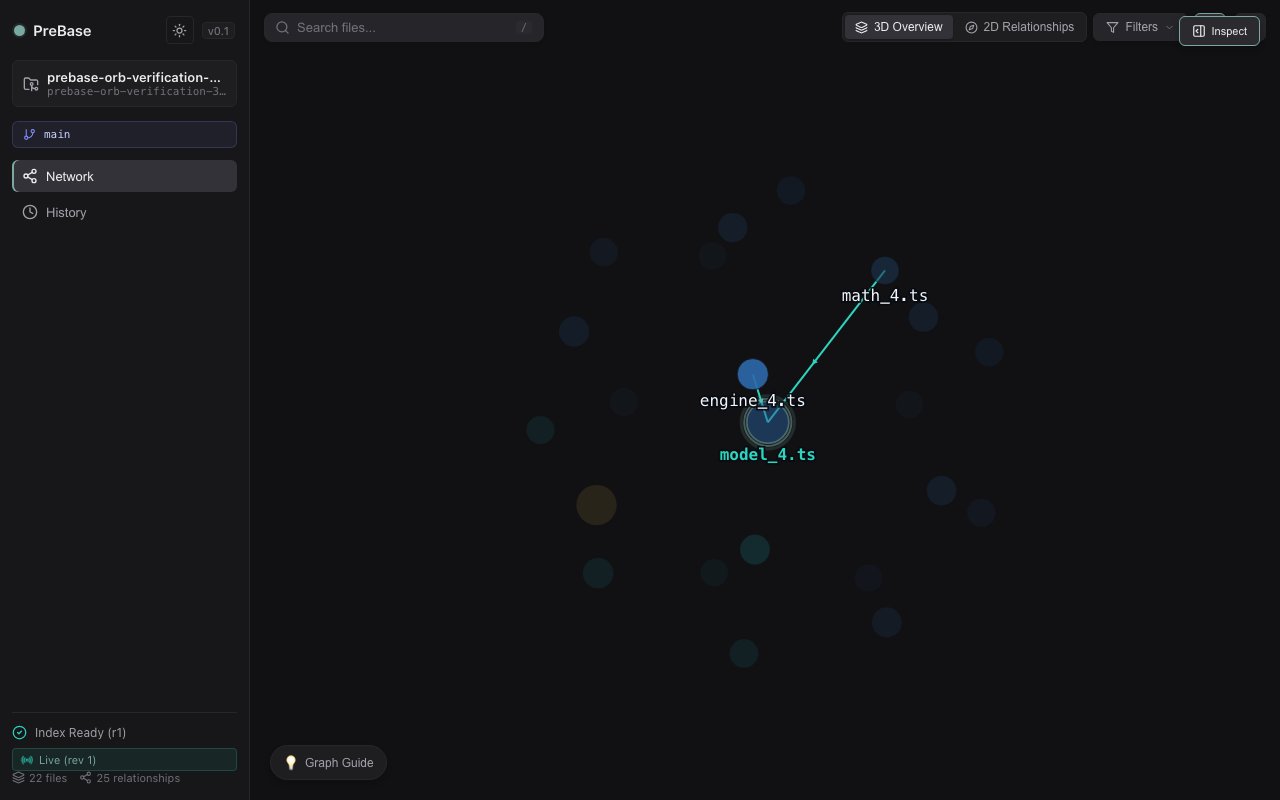 PreBase
v0.1
prebase-orb-verification-...
prebase-orb-verification-3…
main
Network
History
Search files...
/
3D Overview
2D Relationships
Filters
Inspect
math_4.ts
engine_4.ts
model_4.ts
Graph Guide
Index Ready (r1)
Live (rev 1)
22 files
25 relationships